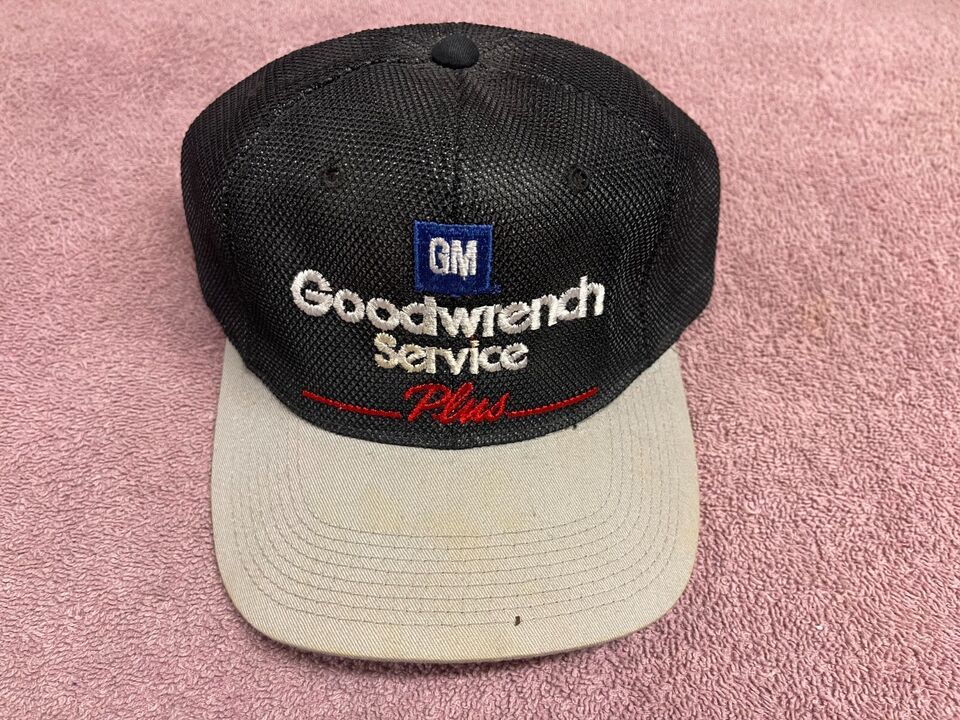 GM
Goodwrench
Service
Plus